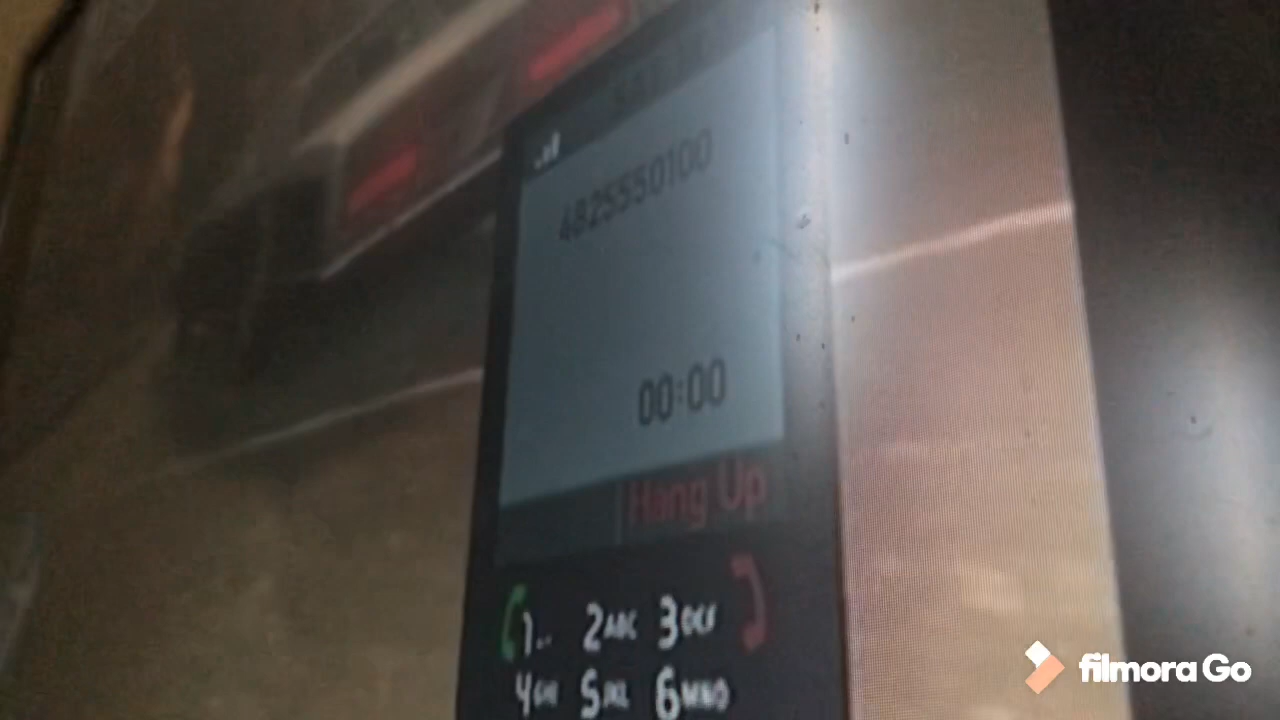 4825550100
00:00
Hang Up
1.. 2ABC 3DEF
4GHI 5JKL 6MNO
filmora Go